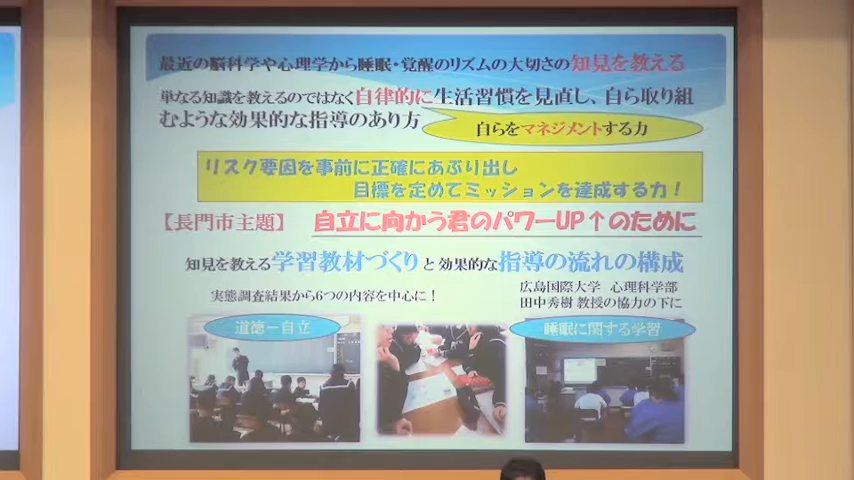 最近の脳科学や心理学から睡眠・覚醒のリズムの大切さの知見を教える
単なる知識を教えるのではなく自律的に生活習慣を見直し、自ら取り組
むような効果的な指導のあり方
自らをマネジメントする力
リスク要因を事前に正確にあぶり出し
目標を定めてミッションを達成する力！
【長門市主題】 自立に向かう君のパワーUP↑のために
知見を教える学習教材づくりと効果的な指導の流れの構成
実態調査結果から6つの内容を中心に！
広島国際大学 心理科学部
田中秀樹 教授の協力の下に
道徳－自立
睡眠に関する学習